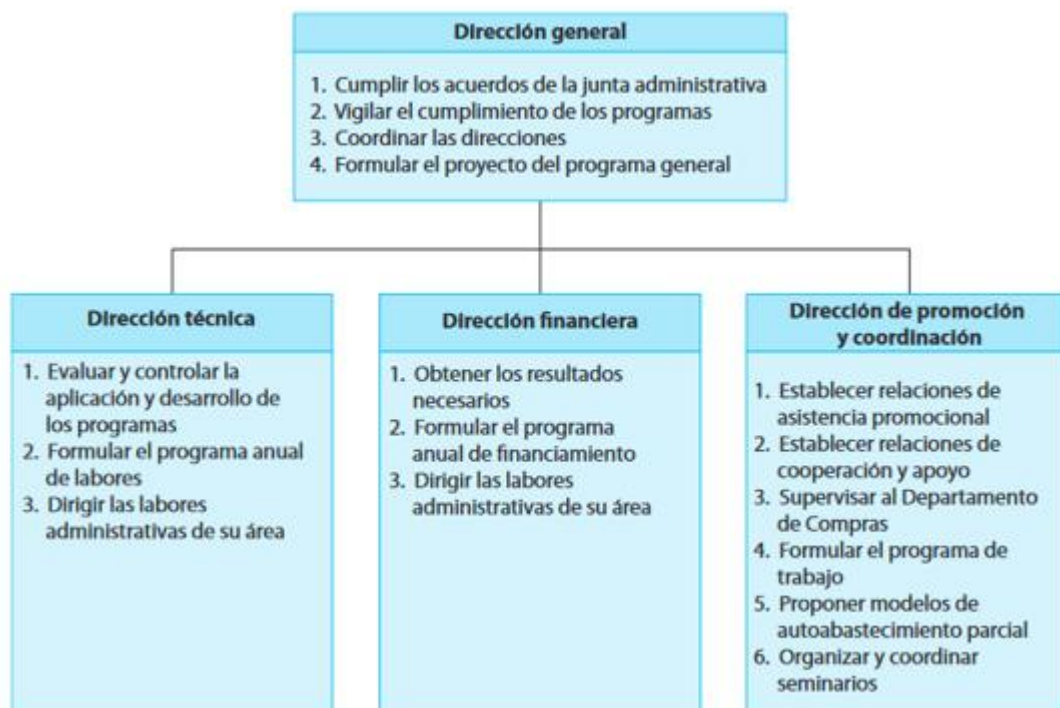 Dirección general
1. Cumplir los acuerdos de la junta administrativa
2. Vigilar el cumplimiento de los programas
3. Coordinar las direcciones
4. Formular el proyecto del programa general
Dirección técnica
1. Evaluar y controlar la
aplicación y desarrollo de
los programas
2. Formular el programa anual
de labores
3. Dirigir las labores
administrativas de su área
Dirección financiera
1. Obtener los resultados
necesarios
2. Formular el programa
anual de financiamiento
3. Dirigir las labores
administrativas de su área
Dirección de promoción
y coordinación
1. Establecer relaciones de
asistencia promocional
2. Establecer relaciones de
cooperación y apoyo
3. Supervisar al Departamento
de Compras
4. Formular el programa de
trabajo
5. Proponer modelos de
autoabastecimiento parcial
6. Organizar y coordinar
seminarios